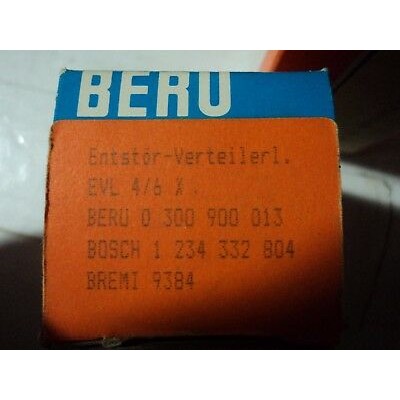 BERU
Entstör-Verteilerl.
EVL 4/6 X
BERU 0 300 900 013
BOSCH 1 234 332 804
BREMI 9384